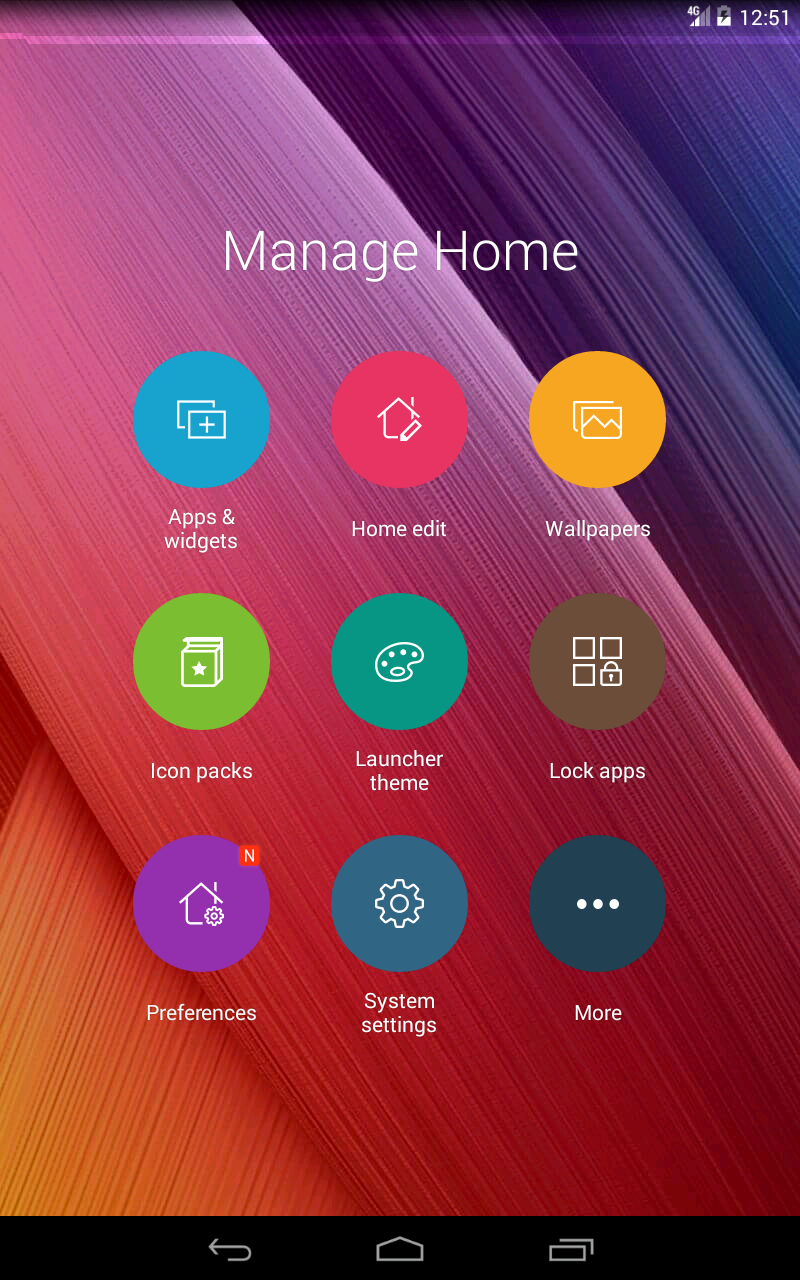 4G 12:51
Manage Home
Apps &
widgets
Home edit
Wallpapers
Icon packs
Launcher
theme
Lock apps
N
Preferences
System
settings
More